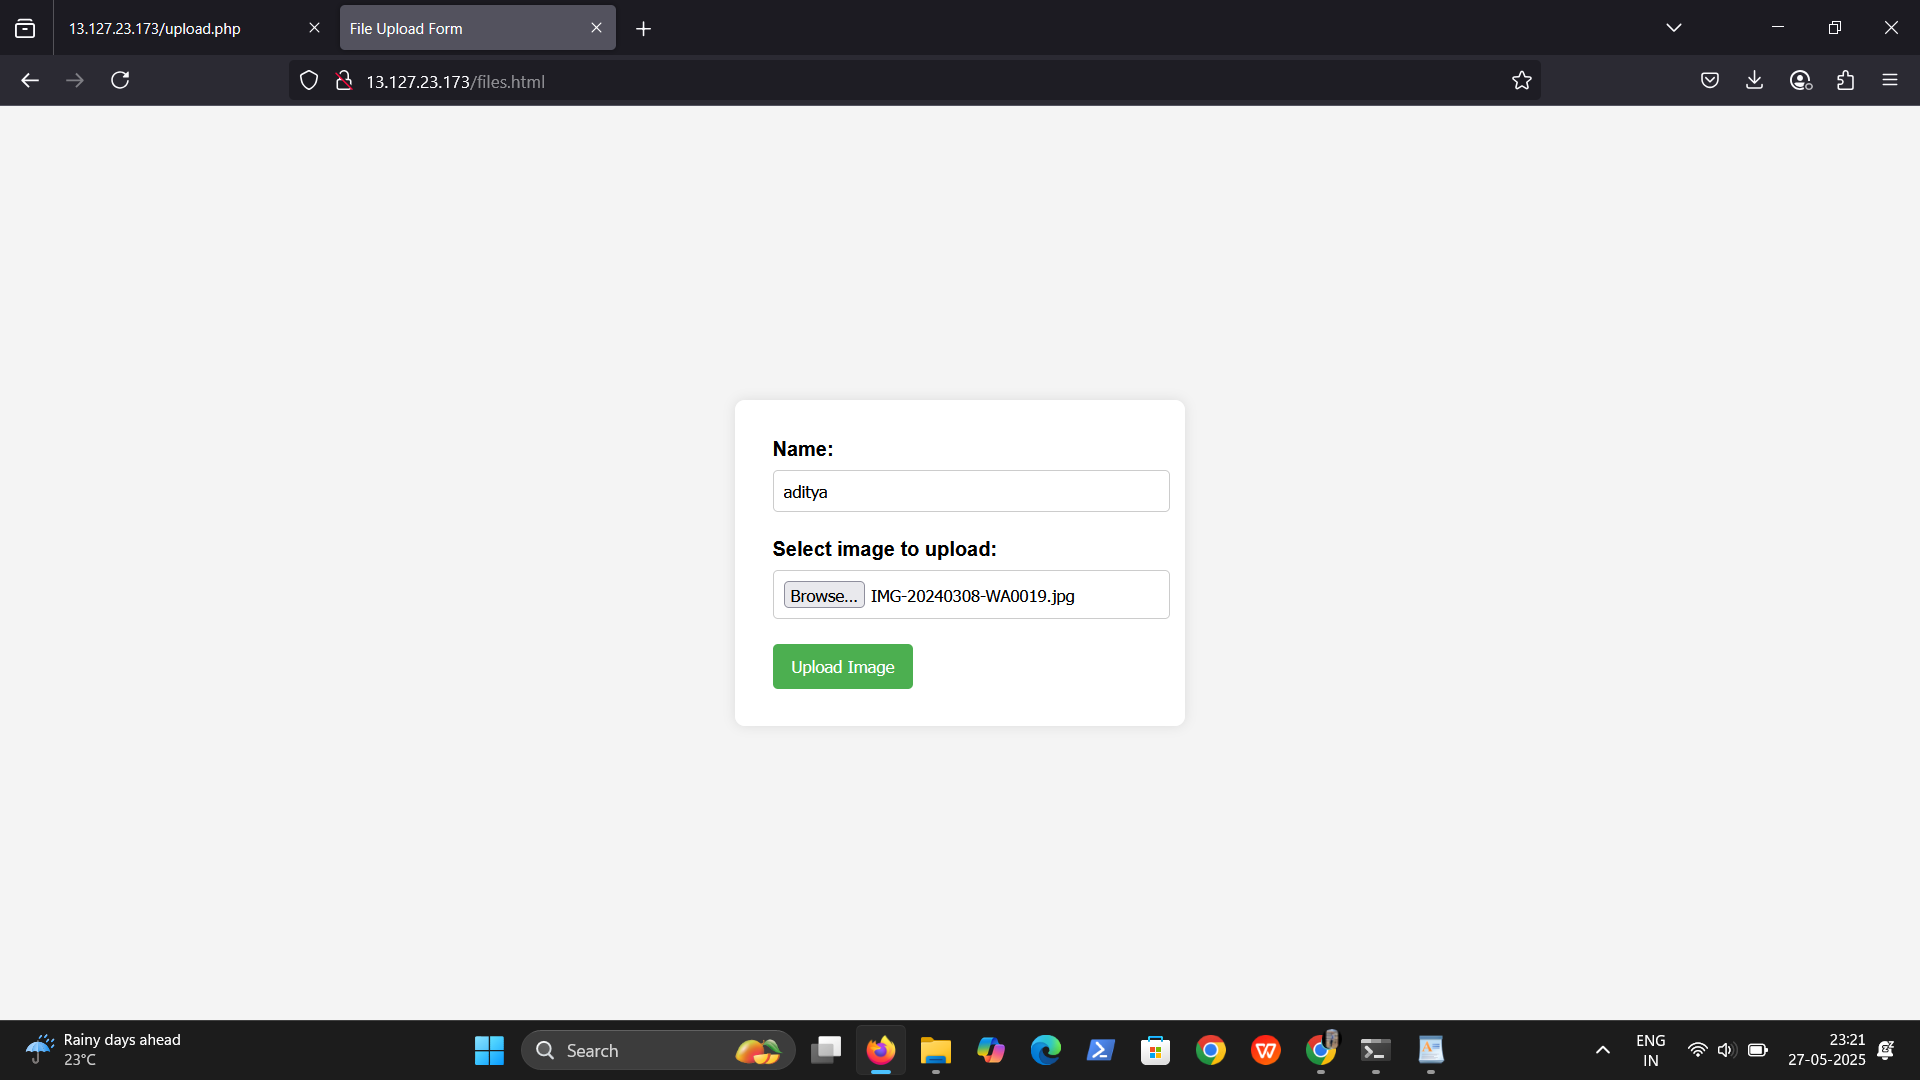 13.127.23.173/upload.php
File Upload Form
13.127.23.173/files.html
Name:
aditya
Select image to upload:
Browse... IMG-20240308-WA0019.jpg
Upload Image
Rainy days ahead
23°C
Search
ENG
IN
23:21
27-05-2025